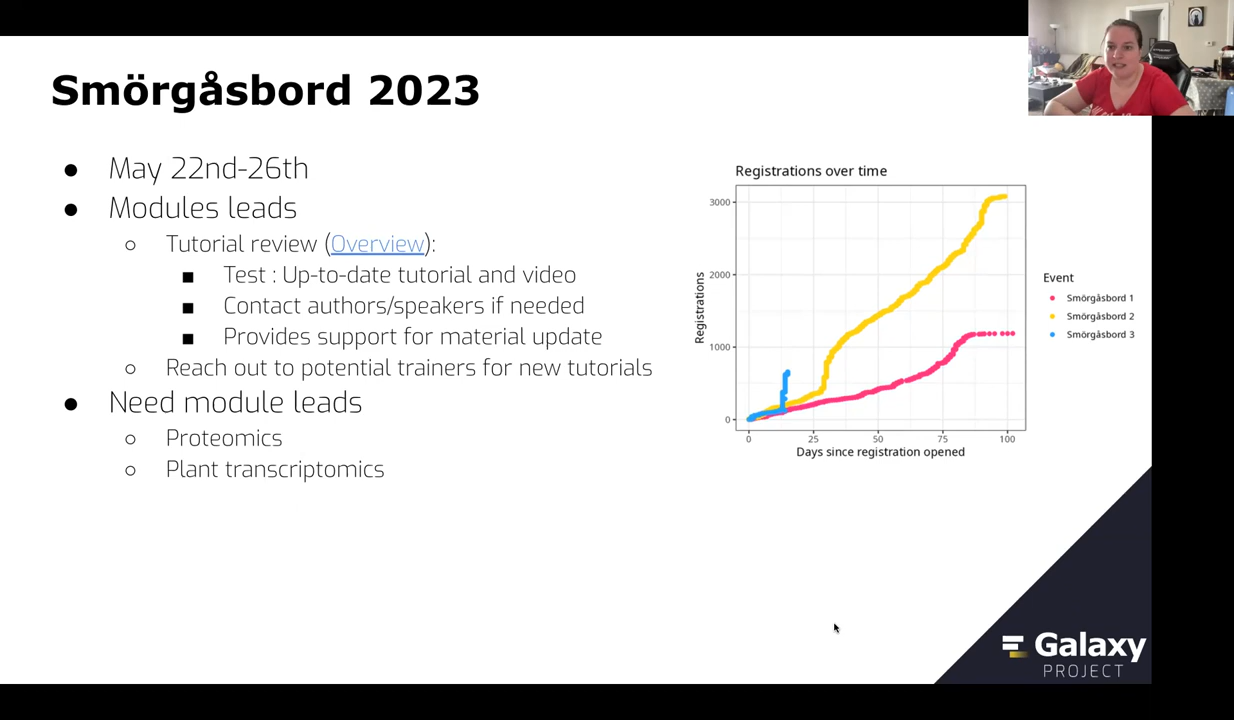 Smörgåsbord 2023
● May 22nd-26th
● Modules leads
○ Tutorial review (Overview):
■ Test : Up-to-date tutorial and video
■ Contact authors/speakers if needed
■ Provides support for material update
○ Reach out to potential trainers for new tutorials
● Need module leads
○ Proteomics
○ Plant transcriptomics
Registrations over time
3000
2000
1000
0
Registrations
0 25 50 75 100
Days since registration opened
Event
Smörgåsbord 1
Smörgåsbord 2
Smörgåsbord 3
Galaxy
PROJECT